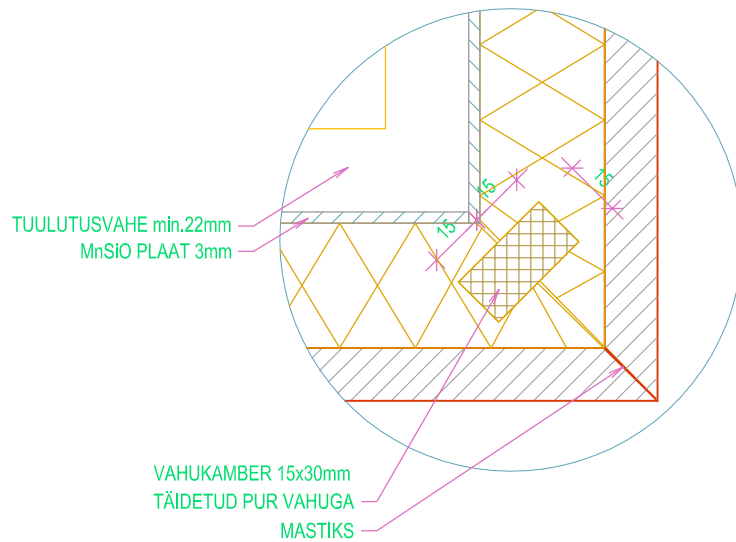 15
15
15
TUULUTUSVAHE min.22mm
MnSiO PLAAT 3mm
VAHUKAMBER 15x30mm
TÄIDETUD PUR VAHUGA
MASTIKS